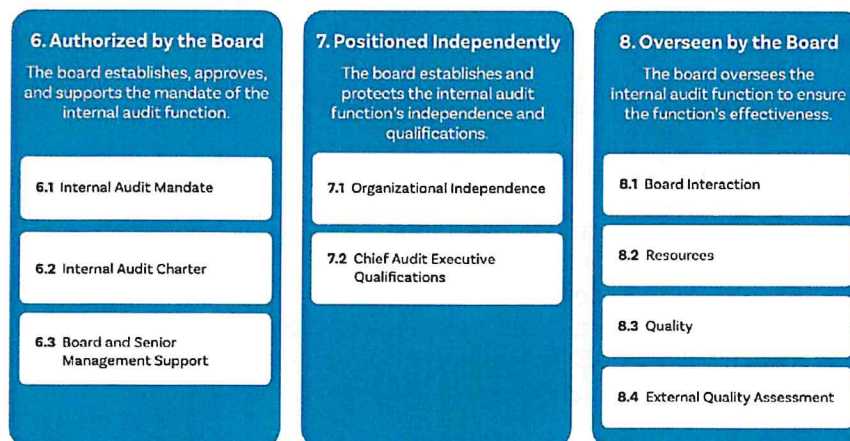 6. Authorized by the Board
The board establishes, approves,
and supports the mandate of the
internal audit function.
6.1 Internal Audit Mandate
6.2 Internal Audit Charter
6.3 Board and Senior
Management Support
7. Positioned Independently
The board establishes and
protects the internal audit
function's independence and
qualifications.
7.1 Organizational Independence
7.2 Chief Audit Executive
Qualifications
8. Overseen by the Board
The board oversees the
internal audit function to ensure
the function's effectiveness.
8.1 Board Interaction
8.2 Resources
8.3 Quality
8.4 External Quality Assessment